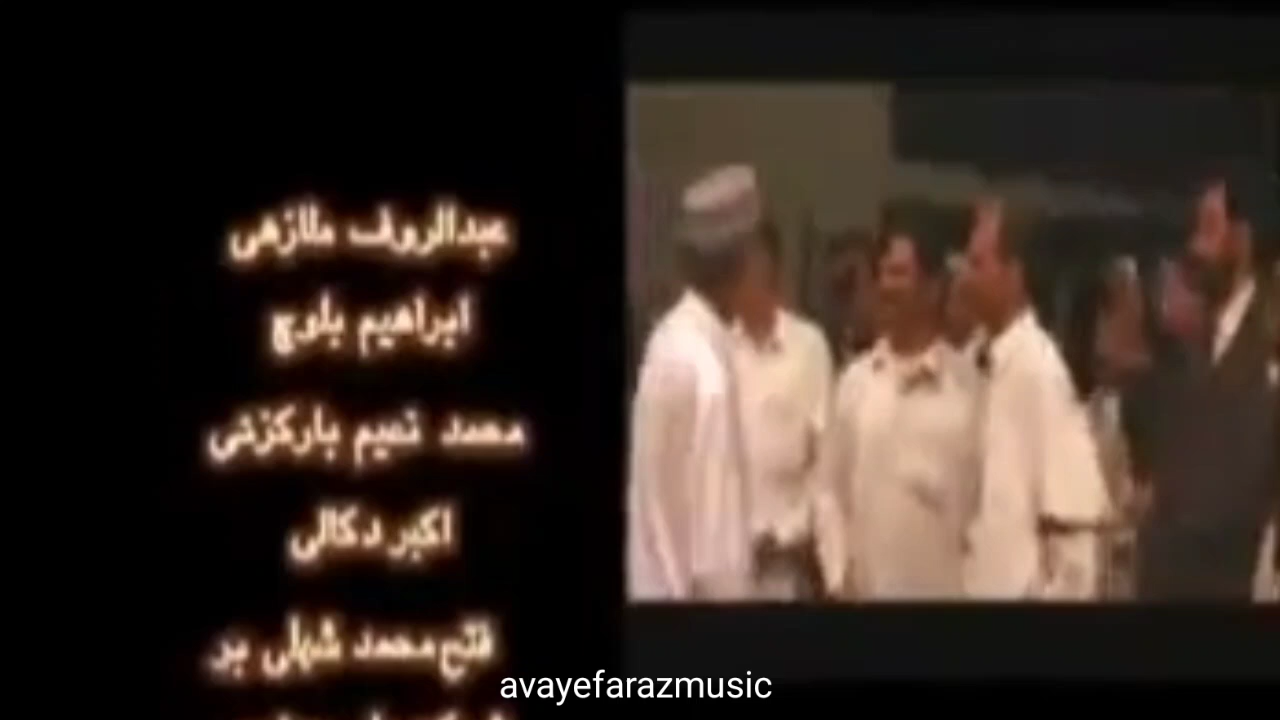 عبدالروف ملازهی
ابراهیم بلوچ
محمد نعیم بارکزئی
اکبر دکالی
فتح محمد شهلی بر
avayefarazmusic